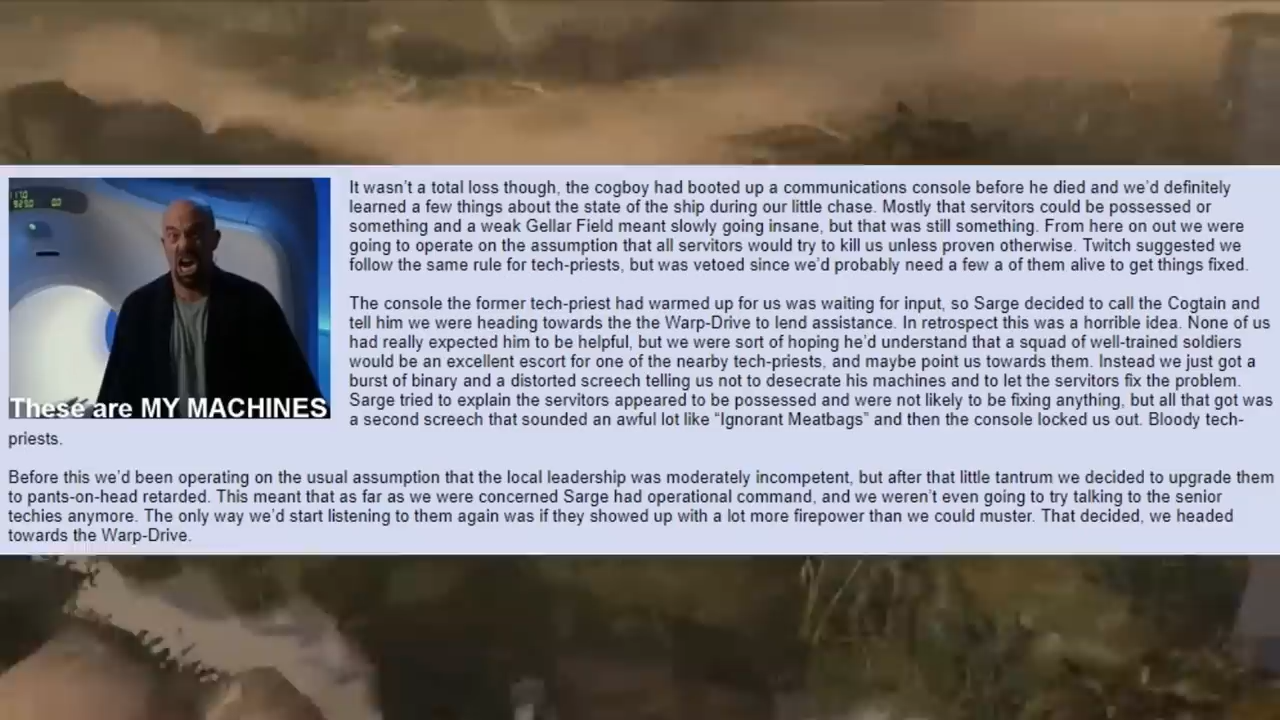 1170
These are MY MACHINES
It wasn't a total loss though, the cogboy had booted up a communications console before he died and we'd definitely
learned a few things about the state of the ship during our little chase. Mostly that servitors could be possessed or
something and a weak Gellar Field meant slowly going insane, but that was still something. From here on out we were
going to operate on the assumption that all servitors would try to kill us unless proven otherwise. Twitch suggested we
follow the same rule for tech-priests, but was vetoed since we'd probably need a few a of them alive to get things fixed.
The console the former tech-priest had warmed up for us was waiting for input, so Sarge decided to call the Cogtain and
tell him we were heading towards the the Warp-Drive to lend assistance. In retrospect this was a horrible idea. None of us
had really expected him to be helpful, but we were sort of hoping he'd understand that a squad of well-trained soldiers
would be an excellent escort for one of the nearby tech-priests, and maybe point us towards them. Instead we just got a
burst of binary and a distorted screech telling us not to desecrate his machines and to let the servitors fix the problem.
Sarge tried to explain the servitors appeared to be possessed and were not likely to be fixing anything, but all that got was
a second screech that sounded an awful lot like “Ignorant Meatbags” and then the console locked us out. Bloody tech-
priests.
Before this we'd been operating on the usual assumption that the local leadership was moderately incompetent, but after that little tantrum we decided to upgrade them
to pants-on-head retarded. This meant that as far as we were concerned Sarge had operational command, and we weren't even going to try talking to the senior
techies anymore. The only way we'd start listening to them again was if they showed up with a lot more firepower than we could muster. That decided, we headed
towards the Warp-Drive.